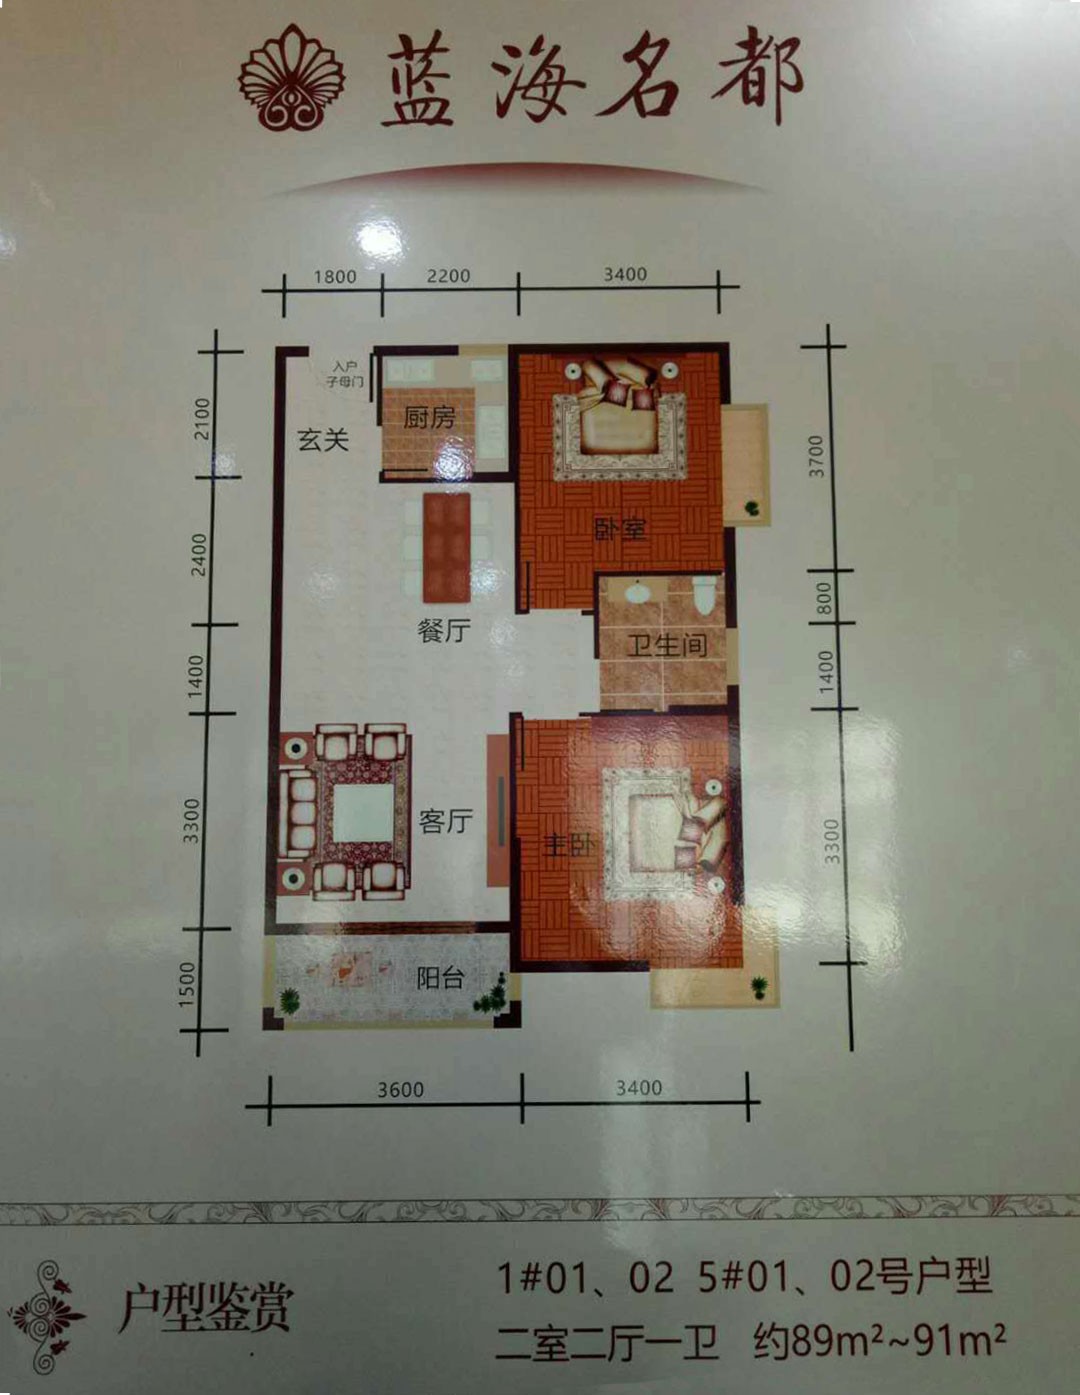 蓝海名都
1800 2200 3400
入户
子母门
厨房
玄关
2100
3700
卧室
2400
800
餐厅
卫生间
1400
1400
客厅
主卧
3300
3300
阳台
1500
3600 3400
户型鉴赏
1#01、02 5#01、02号户型
二室二厅一卫 约89m²~91m²